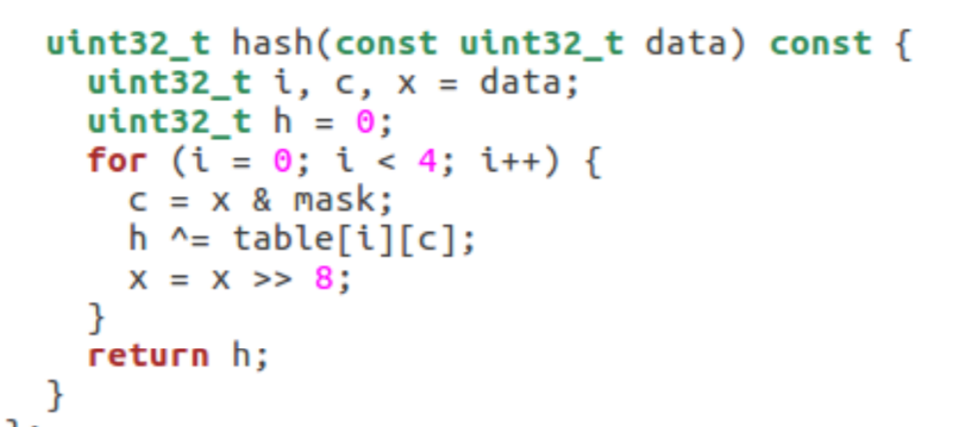 uint32_t hash(const uint32_t data) const {
uint32_t i, c, x = data;
uint32_t h = 0;
for (i = 0; i < 4; i++) {
c = x & mask;
h ^= table[i][c];
x = x >> 8;
}
return h;
}